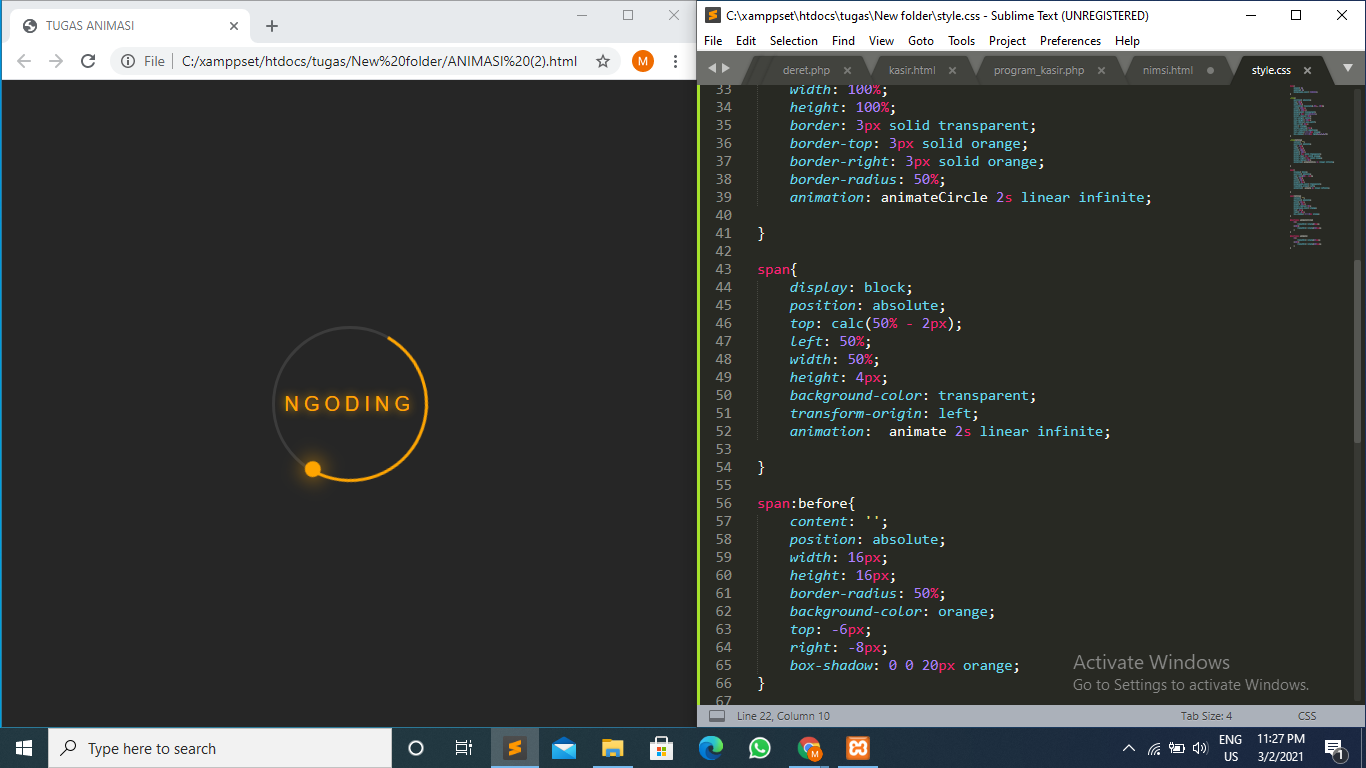 TUGAS ANIMASI
File C:/xamppset/htdocs/tugas/New%20folder/ANIMASI%20(2).html M
NGODING
C:\xamppset\htdocs\tugas\New folder\style.css - Sublime Text (UNREGISTERED)
File Edit Selection Find View Goto Tools Project Preferences Help
deret.php kasir.html program_kasir.php nimsi.html style.css
33 width: 100%;
34 height: 100%;
35 border: 3px solid transparent;
36 border-top: 3px solid orange;
37 border-right: 3px solid orange;
38 border-radius: 50%;
39 animation: animateCircle 2s linear infinite;
40
41 }
42
43 span{
44 display: block;
45 position: absolute;
46 top: calc(50% - 2px);
47 left: 50%;
48 width: 50%;
49 height: 4px;
50 background-color: transparent;
51 transform-origin: left;
52 animation:  animate 2s linear infinite;
53
54 }
55
56 span:before{
57 content: '';
58 position: absolute;
59 width: 16px;
60 height: 16px;
61 border-radius: 50%;
62 background-color: orange;
63 top: -6px;
64 right: -8px;
65 box-shadow: 0 0 20px orange;
66 }
67
Activate Windows
Go to Settings to activate Windows.
Line 22, Column 10 Tab Size: 4 CSS
Type here to search
M
ENG
US
11:27 PM
3/2/2021
1